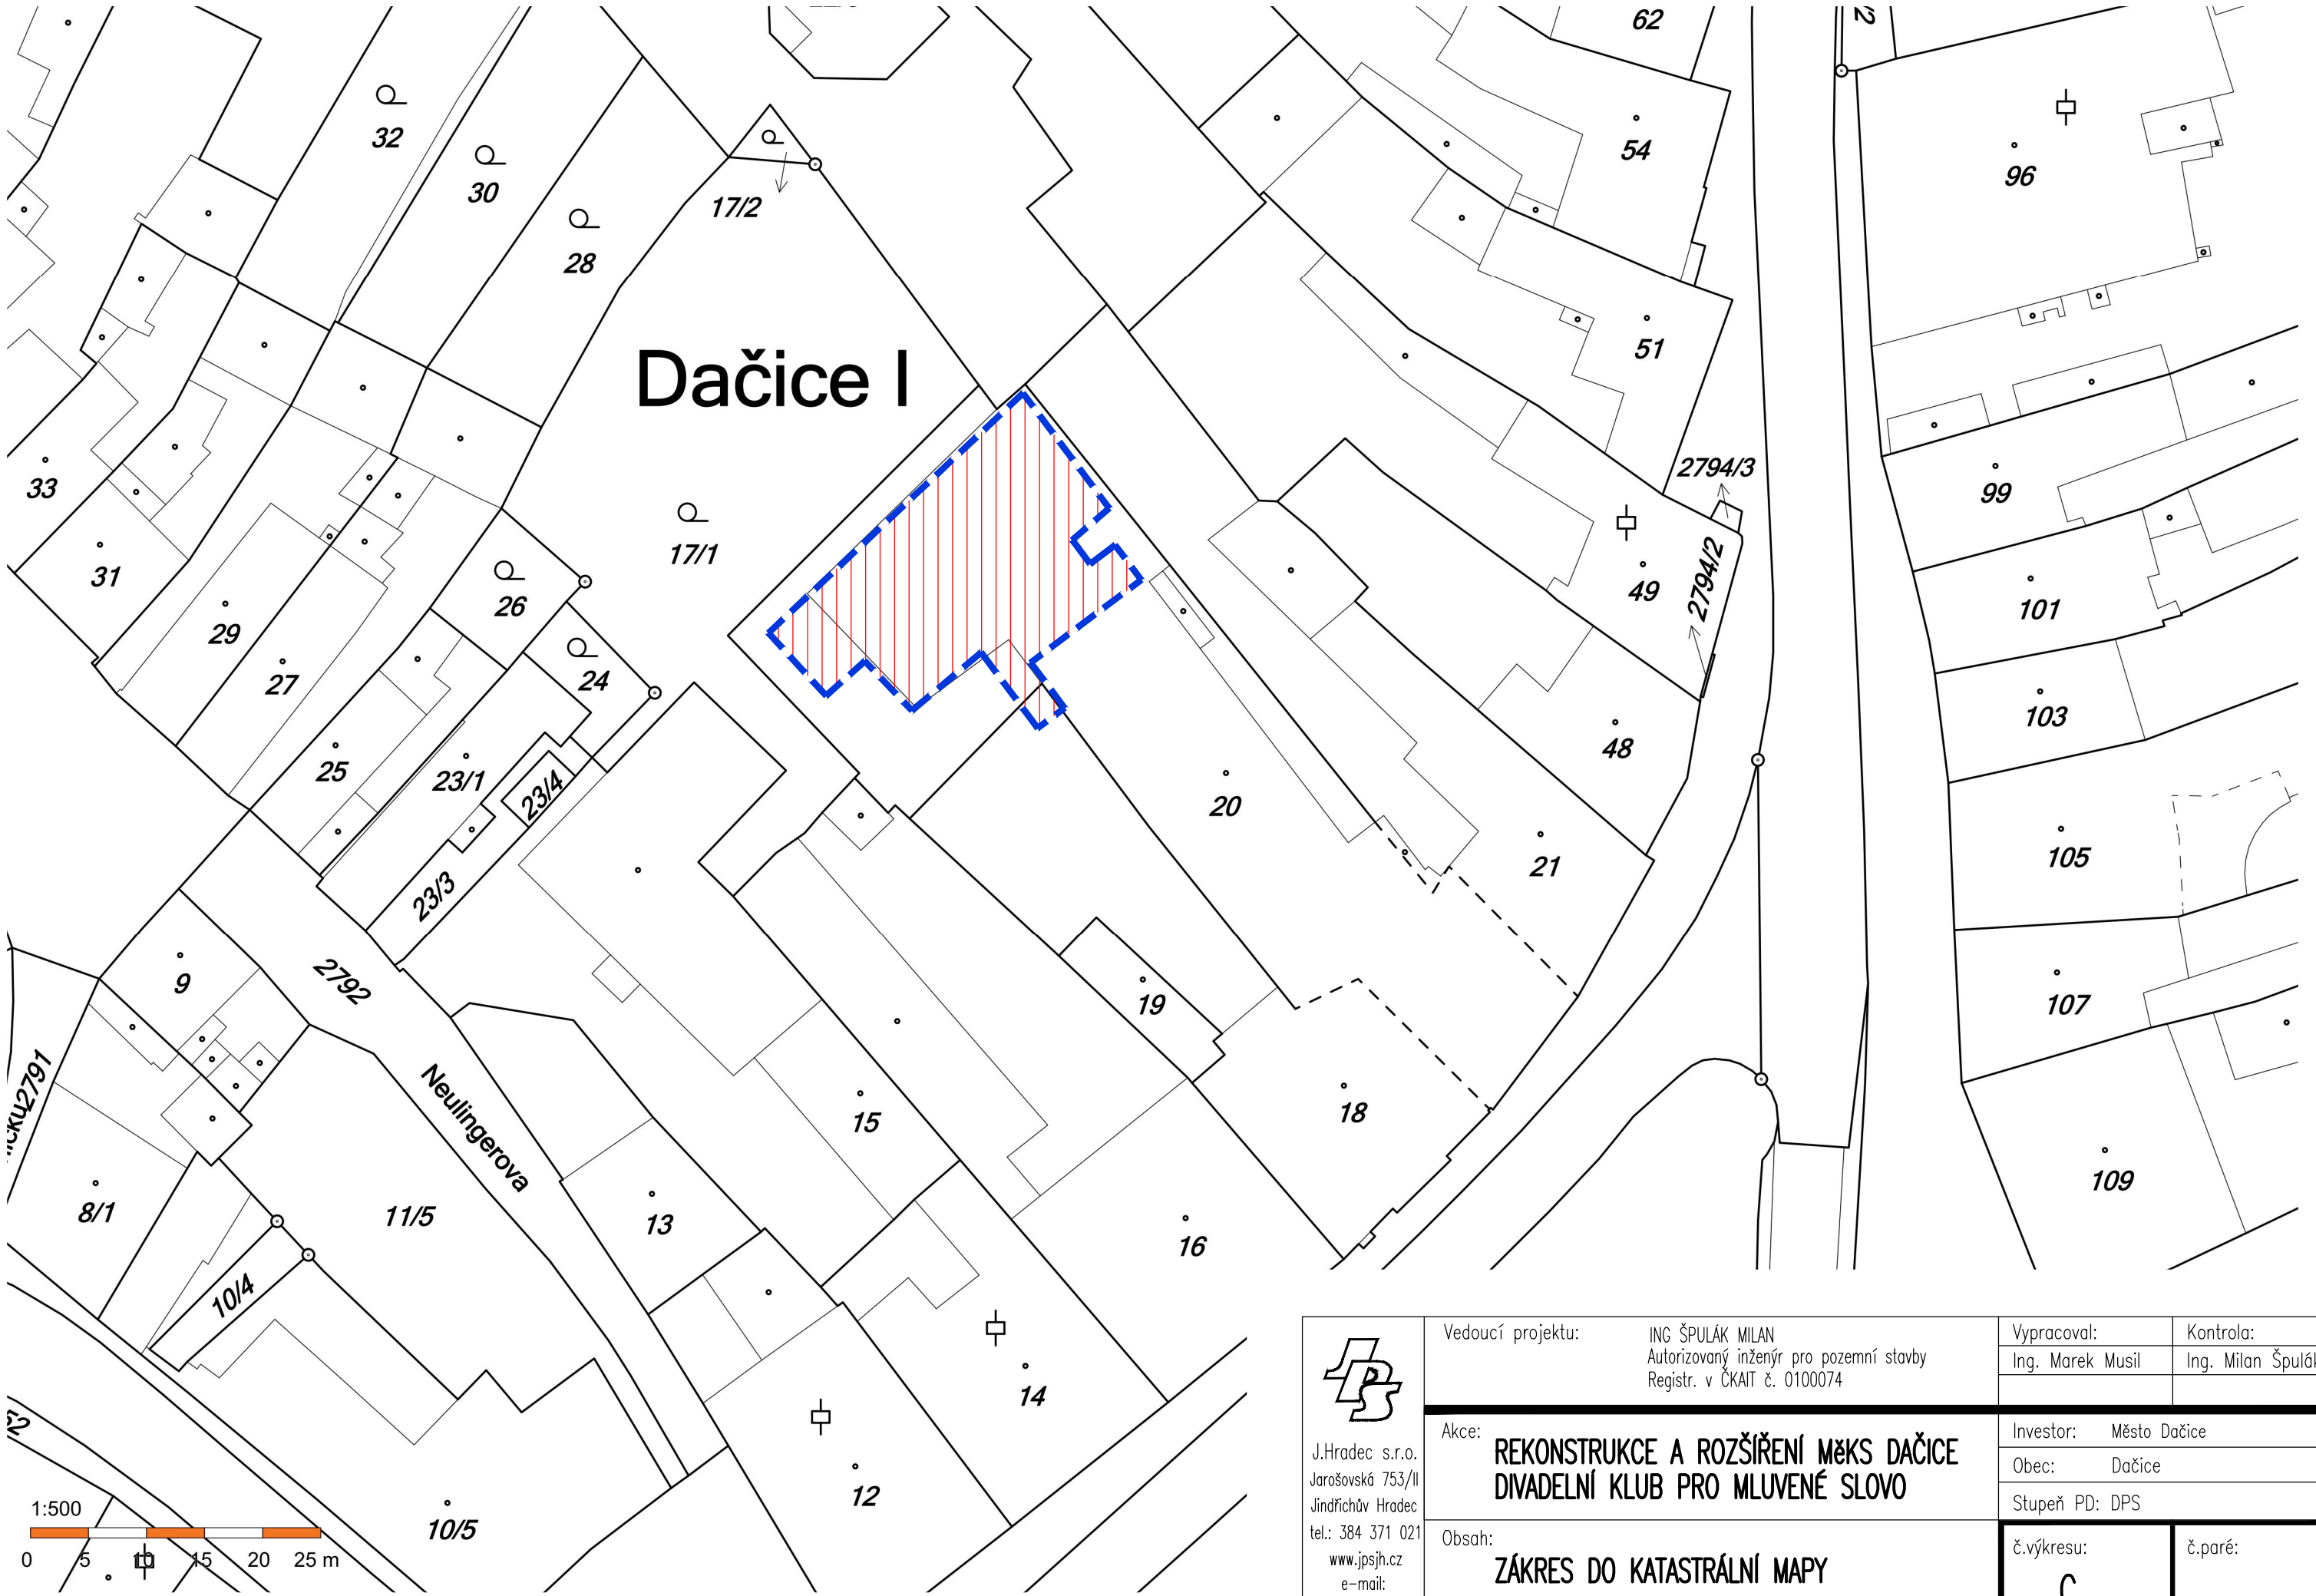 62
32
54
96
30
17/2
28
Dačice I
51
2794/3
33
99
17/1
31
26
49
2794/2
101
29
24
27
103
48
25
23/1
23/4
20
105
21
23/3
9
2792
19
107
2791
Neulingerova
18
15
109
8/1
11/5
13
16
10/4
14
12
10/5
1:500
0 5 10 15 20 25 m
J.Hradec s.r.o.
Jarošovská 753/II
Jindřichův Hradec
tel.: 384 371 021
www.jpsjh.cz
e-mail:
Vedoucí projektu: ING ŠPULÁK MILAN
Autorizovaný inženýr pro pozemní stavby
Registr. v ČKAIT č. 0100074
Vypracoval: Kontrola:
Ing. Marek Musil Ing. Milan Špulák
Akce: REKONSTRUKCE A ROZŠÍŘENÍ MěKS DAČICE
DIVADELNÍ KLUB PRO MLUVENÉ SLOVO
Investor: Město Dačice
Obec: Dačice
Stupeň PD: DPS
Obsah: ZÁKRES DO KATASTRÁLNÍ MAPY
č.výkresu: č.paré: